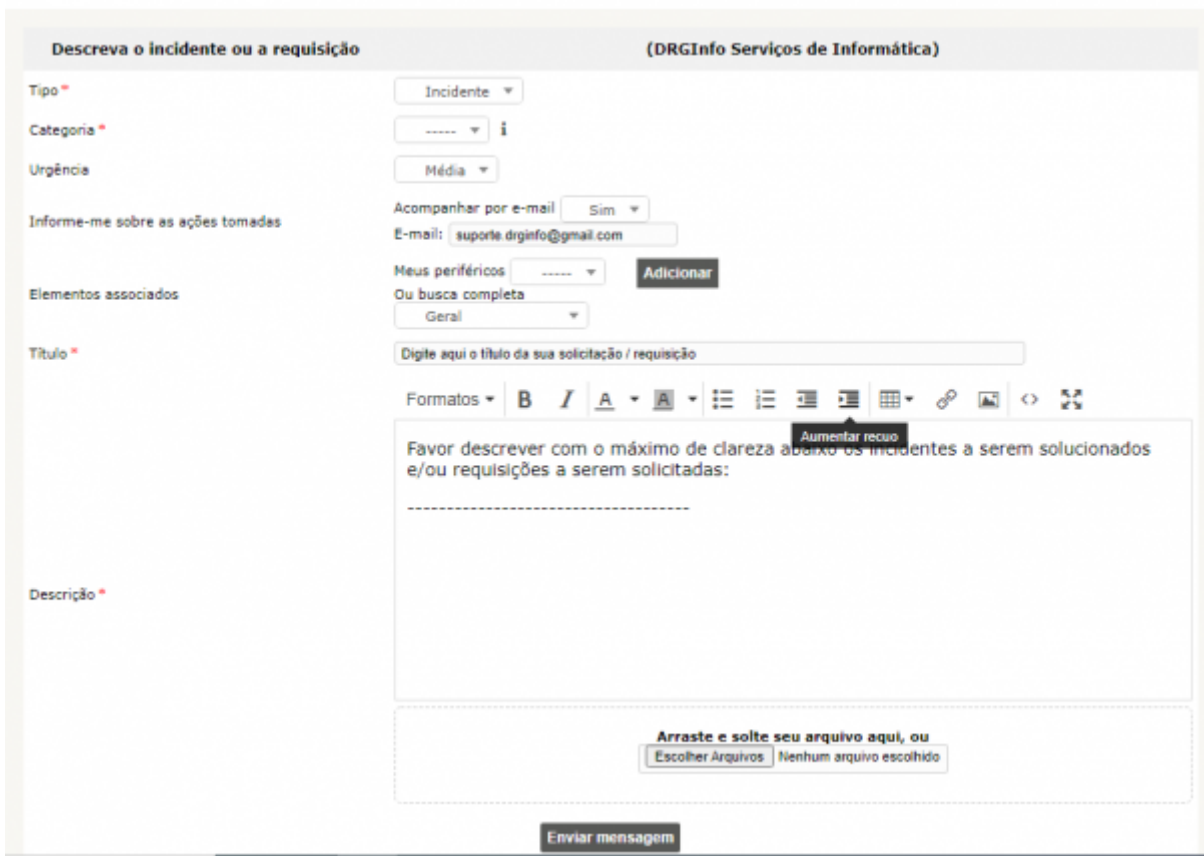 Descreva o incidente ou a requisição (DRGInfo Serviços de Informática)
Tipo * Incidente
Categoria * ----- i
Urgência Média
Informe-me sobre as ações tomadas
Acompanhar por e-mail Sim
E-mail: suporte.drginfo@gmail.com
Elementos associados
Meus periféricos ----- Adicionar
Ou busca completa
Geral
Título * Digite aqui o título da sua solicitação / requisição
Formatos B I A A
Aumentar recuo
Favor descrever com o máximo de clareza abaixo os incidentes a serem solucionados
e/ou requisições a serem solicitadas:
------------------------------------
Descrição *
Arraste e solte seu arquivo aqui, ou
Escolher Arquivos Nenhum arquivo escolhido
Enviar mensagem